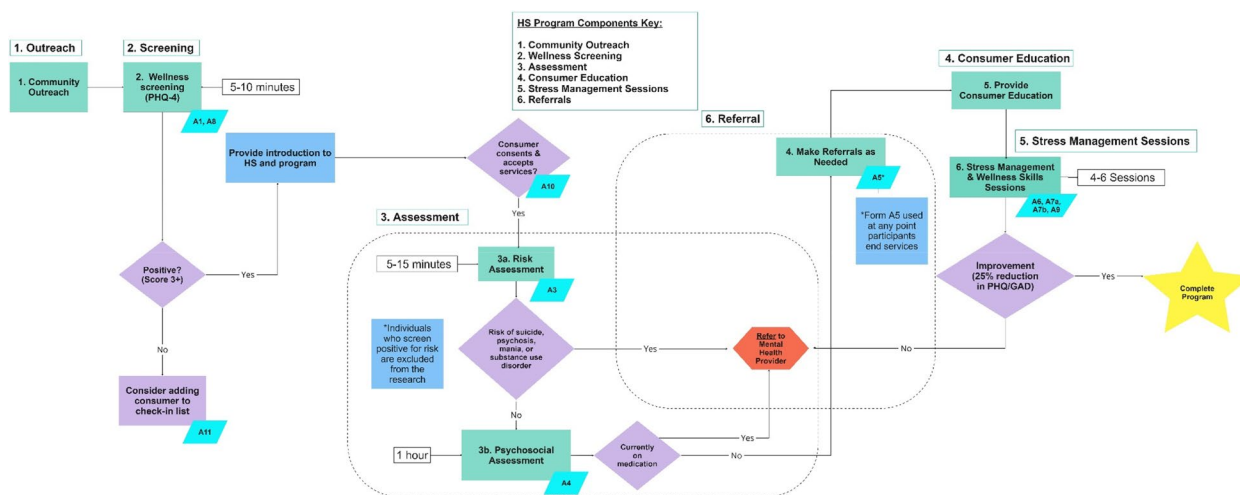 HS Program Components Key:
1. Community Outreach
2. Wellness Screening
3. Assessment
4. Consumer Education
5. Stress Management Sessions
6. Referrals
1. Outreach
1. Community
Outreach
2. Screening
2. Wellness
screening
(PHQ-4)
A1, A8
5-10 minutes
Positive?
(Score 3+)
Yes
No
Consider adding
consumer to
check-in list
A11
Provide introduction to
HS and program
Consumer
consents &
accepts
services?
A10
Yes
3. Assessment
5-15 minutes
3a. Risk
Assessment
A3
*Individuals
who screen
positive for risk
are excluded
from the
research
Risk of suicide,
psychosis,
mania, or
substance use
disorder
Yes
No
1 hour
3b. Psychosocial
Assessment
A4
Currently
on
medication
Yes
No
6. Referral
Refer to
Mental
Health
Provider
4. Make Referrals as
Needed
A5*
*Form A5 used
at any point
participants
end services
4. Consumer Education
5. Provide
Consumer Education
5. Stress Management Sessions
6. Stress Management
& Wellness Skills
Sessions
A6, A7a,
A7b, A9
4-6 Sessions
Improvement
(25% reduction
in PHQ/GAD)
Yes
No
Complete
Program